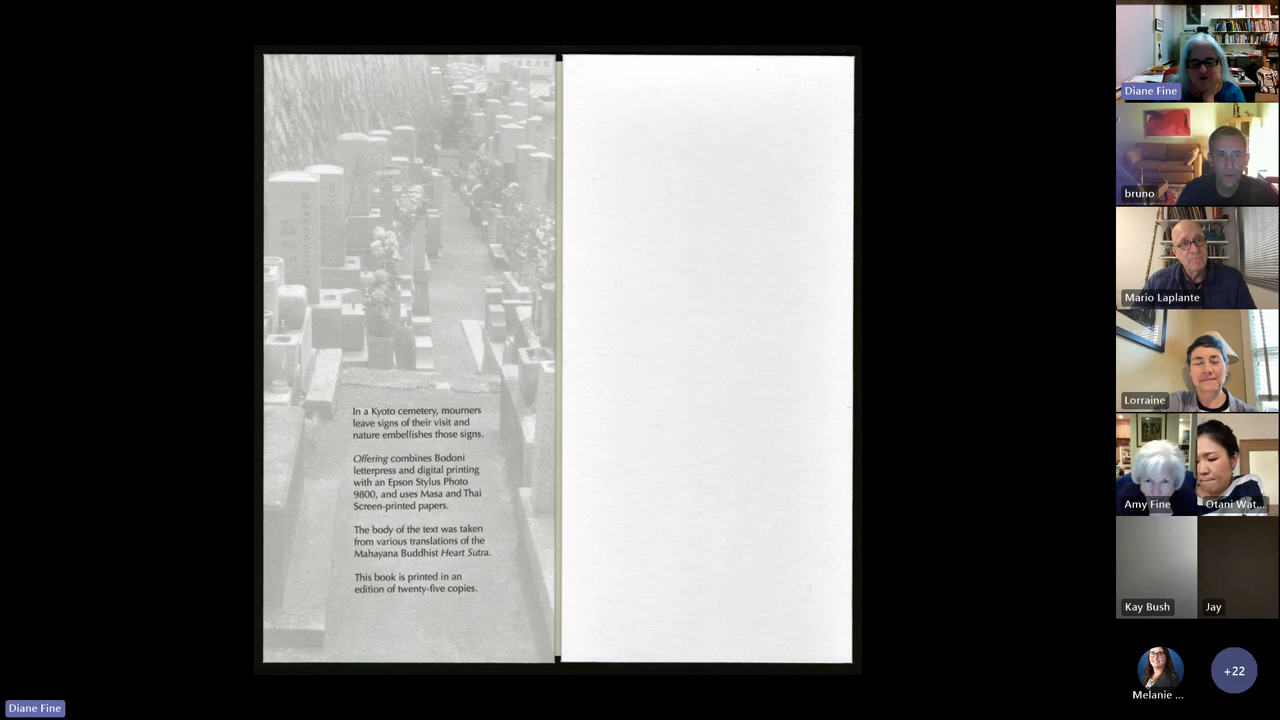 In a Kyoto cemetery, mourners
leave signs of their visit and
nature embellishes those signs.
Offering combines Bodoni
letterpress and digital printing
with an Epson Stylus Photo
9800, and uses Masa and Thai
Screen-printed papers.
The body of the text was taken
from various translations of the
Mahayana Buddhist Heart Sutra.
This book is printed in an
edition of twenty-five copies.
Diane Fine
bruno
Mario Laplante
Lorraine
Amy Fine
Otani Wat...
Kay Bush
Jay
Melanie ...
+22
Diane Fine